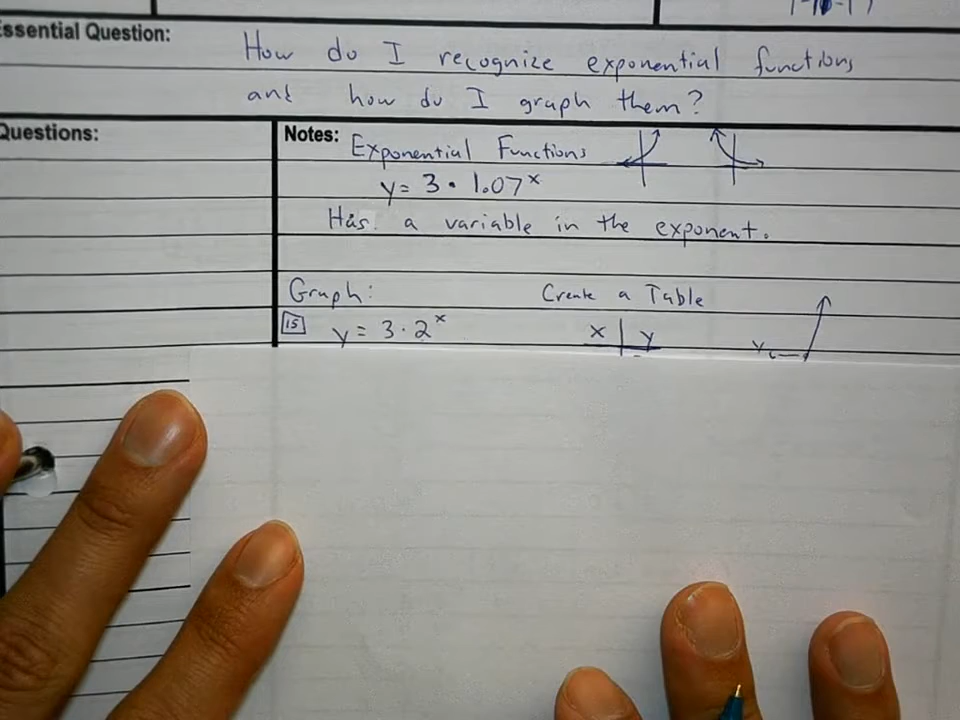 Essential Question:
How do I recognize exponential functions
and how do I graph them?
Questions:
Notes:
Exponential Functions
y = 3 · 1.07^x
Has a variable in the exponent.
Graph:
Create a Table
15 y = 3 · 2^x
x | y